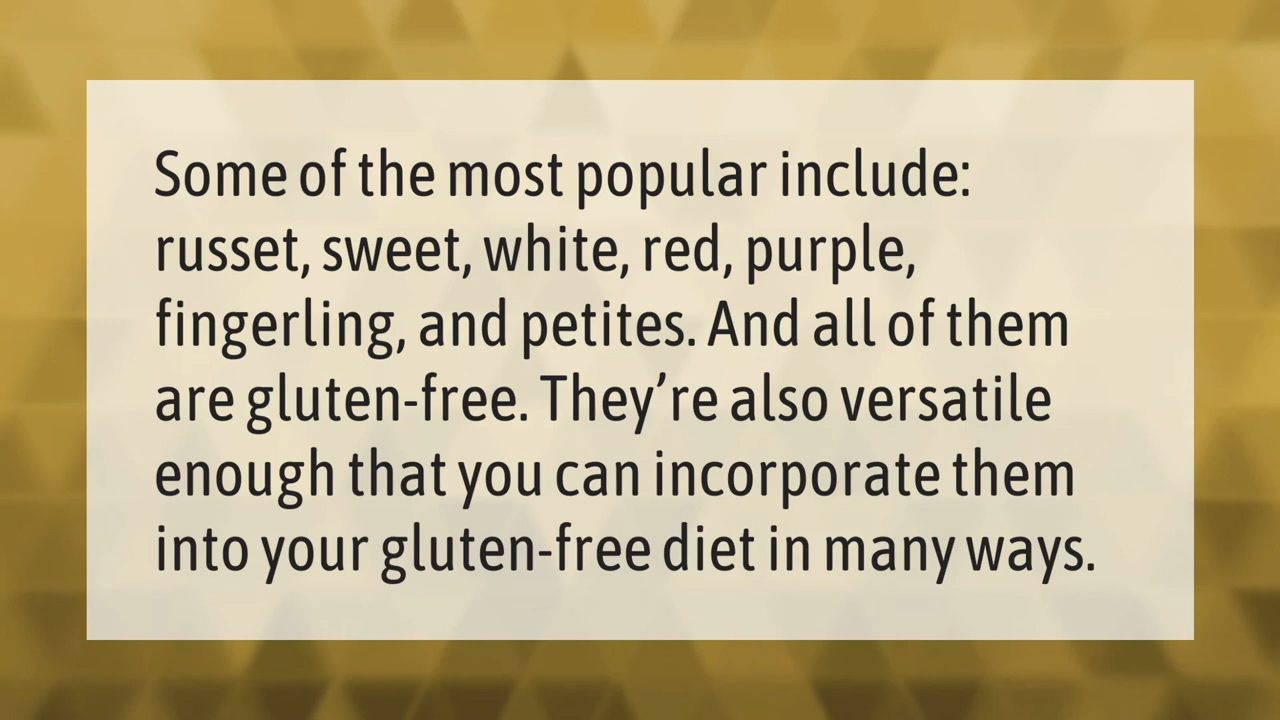 Some of the most popular include:
russet, sweet, white, red, purple,
fingerling, and petites. And all of them
are gluten-free. They’re also versatile
enough that you can incorporate them
into your gluten-free diet in many ways.